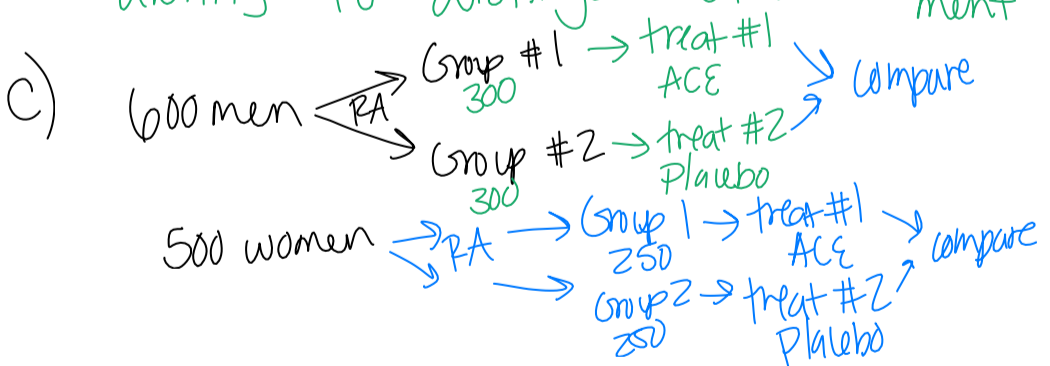 ment
c) 600 men RA Group #1 → treat #1 compare
300 ACE
Group #2 → treat #2
300 Placebo
500 women RA → Group 1 → treat #1 compare
250 ACE
→ Group 2 → treat #2
250 Placebo